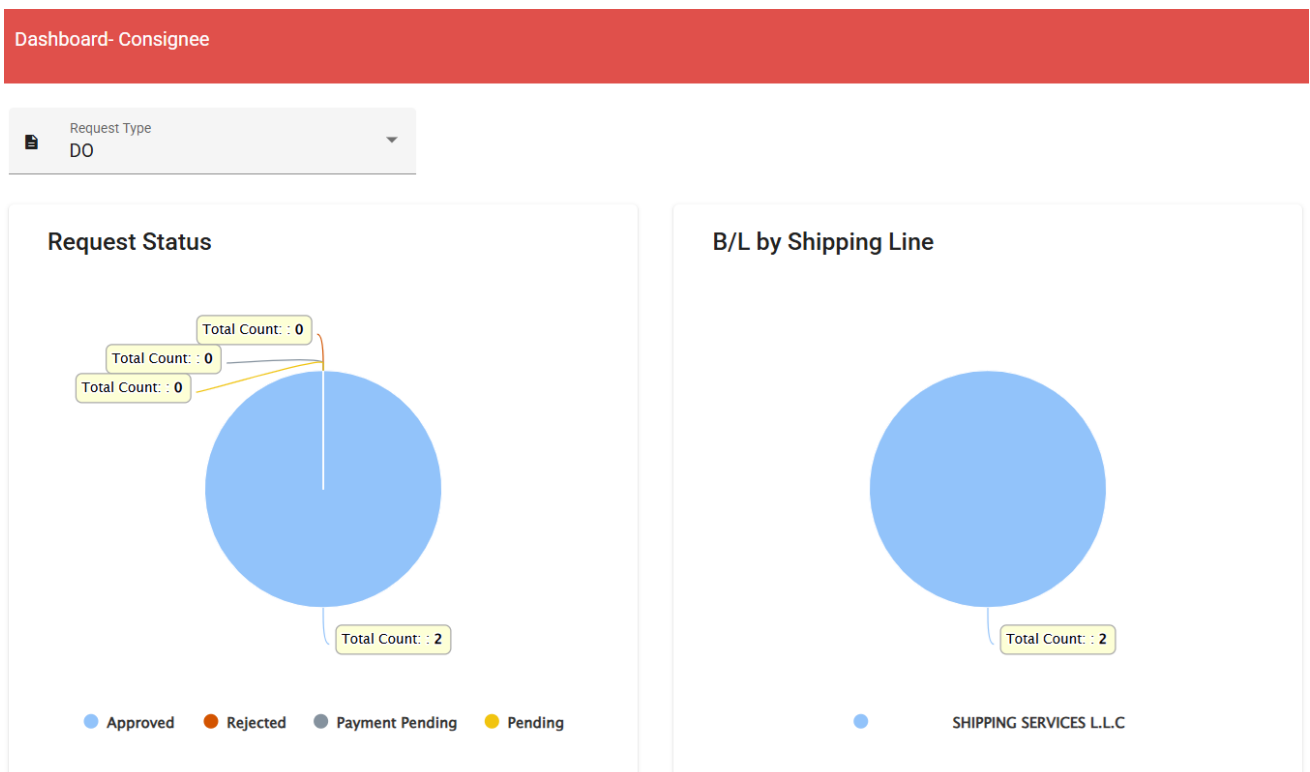 Dashboard- Consignee
Request Type
DO
Request Status
Total Count: : 0
Total Count: : 0
Total Count: : 0
Total Count: : 2
Approved Rejected Payment Pending Pending
B/L by Shipping Line
Total Count: : 2
SHIPPING SERVICES L.L.C